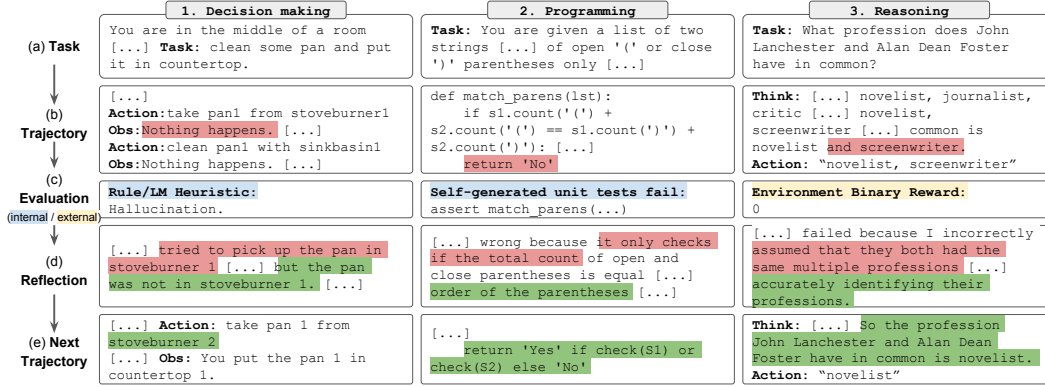 1. Decision making
2. Programming
3. Reasoning
(a) Task
You are in the middle of a room
[...] Task: clean some pan and put
it in countertop.
Task: You are given a list of two
strings [...] of open '(' or close
')' parentheses only [...]
Task: What profession does John
Lanchester and Alan Dean Foster
have in common?
(b)
Trajectory
[...]
Action:take pan1 from stoveburner1
Obs:Nothing happens. [...]
Action:clean pan1 with sinkbasin1
Obs:Nothing happens. [...]
def match_parens(lst):
if s1.count('(') +
s2.count('(') == s1.count(')') +
s2.count(')'): [...]
return 'No'
Think: [...] novelist, journalist,
critic [...] novelist,
screenwriter [...] common is
novelist and screenwriter.
Action: “novelist, screenwriter”
(c)
Evaluation
(internal / external)
Rule/LM Heuristic:
Hallucination.
Self-generated unit tests fail:
assert match_parens(...)
Environment Binary Reward:
0
(d)
Reflection
[...] tried to pick up the pan in
stoveburner 1 [...] but the pan
was not in stoveburner 1. [...]
[...] wrong because it only checks
if the total count of open and
close parentheses is equal [...]
order of the parentheses [...]
[...] failed because I incorrectly
assumed that they both had the
same multiple professions [...]
accurately identifying their
professions.
(e) Next
Trajectory
[...] Action: take pan 1 from
stoveburner 2
[...] Obs: You put the pan 1 in
countertop 1.
[...]
return 'Yes' if check(S1) or
check(S2) else 'No'
Think: [...] So the profession
John Lanchester and Alan Dean
Foster have in common is novelist.
Action: “novelist”